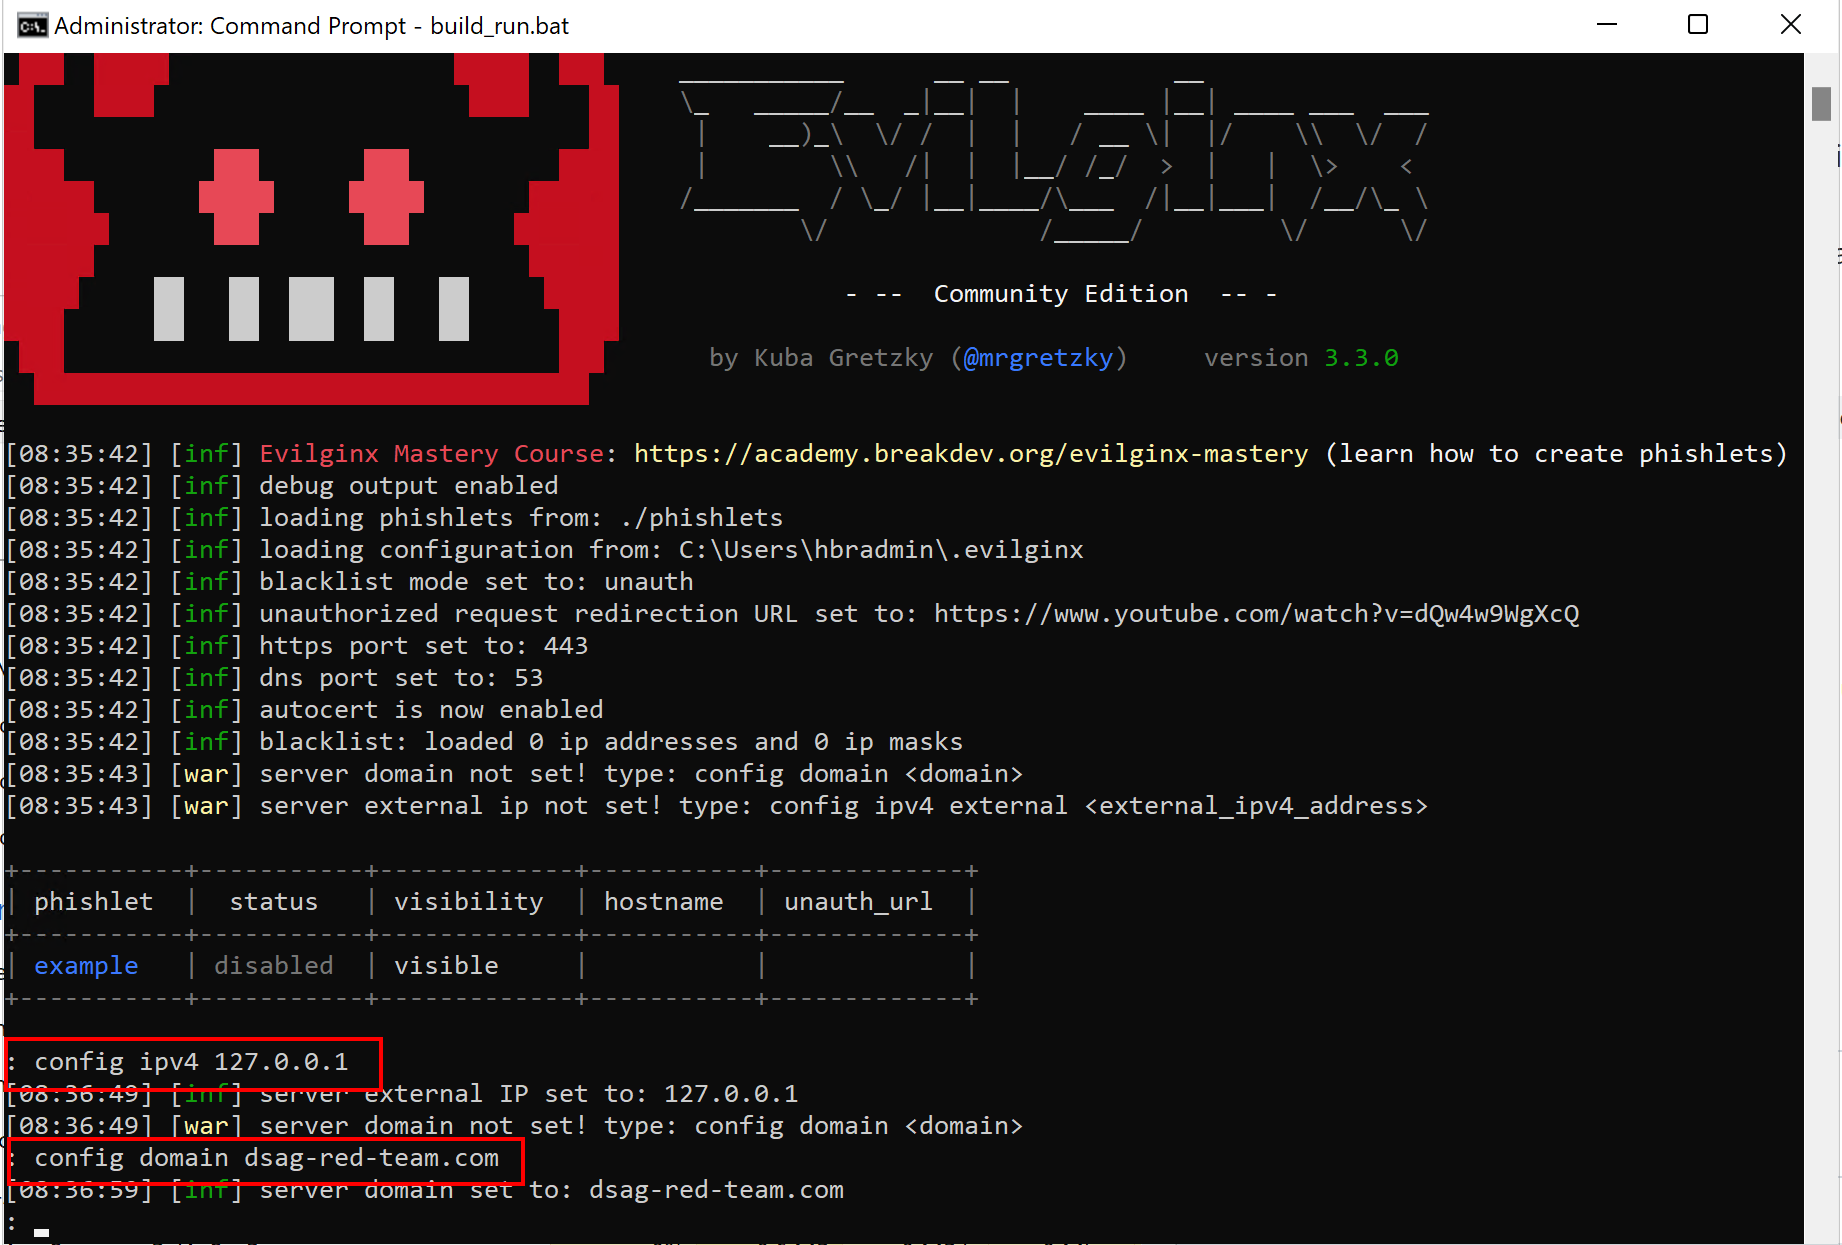 Administrator: Command Prompt - build_run.bat
Evilginx
- -- Community Edition -- -
by Kuba Gretzky (@mrgretzky) version 3.3.0
[08:35:42] [inf] Evilginx Mastery Course: https://academy.breakdev.org/evilginx-mastery (learn how to create phishlets)
[08:35:42] [inf] debug output enabled
[08:35:42] [inf] loading phishlets from: ./phishlets
[08:35:42] [inf] loading configuration from: C:\Users\hbradmin\.evilginx
[08:35:42] [inf] blacklist mode set to: unauth
[08:35:42] [inf] unauthorized request redirection URL set to: https://www.youtube.com/watch?v=dQw4w9WgXcQ
[08:35:42] [inf] https port set to: 443
[08:35:42] [inf] dns port set to: 53
[08:35:42] [inf] autocert is now enabled
[08:35:42] [inf] blacklist: loaded 0 ip addresses and 0 ip masks
[08:35:43] [war] server domain not set! type: config domain <domain>
[08:35:43] [war] server external ip not set! type: config ipv4 external <external_ipv4_address>
| phishlet | status | visibility | hostname | unauth_url |
| example | disabled | visible | | |
: config ipv4 127.0.0.1
[08:36:49] [inf] server external IP set to: 127.0.0.1
[08:36:49] [war] server domain not set! type: config domain <domain>
: config domain dsag-red-team.com
[08:36:59] [inf] server domain set to: dsag-red-team.com
: